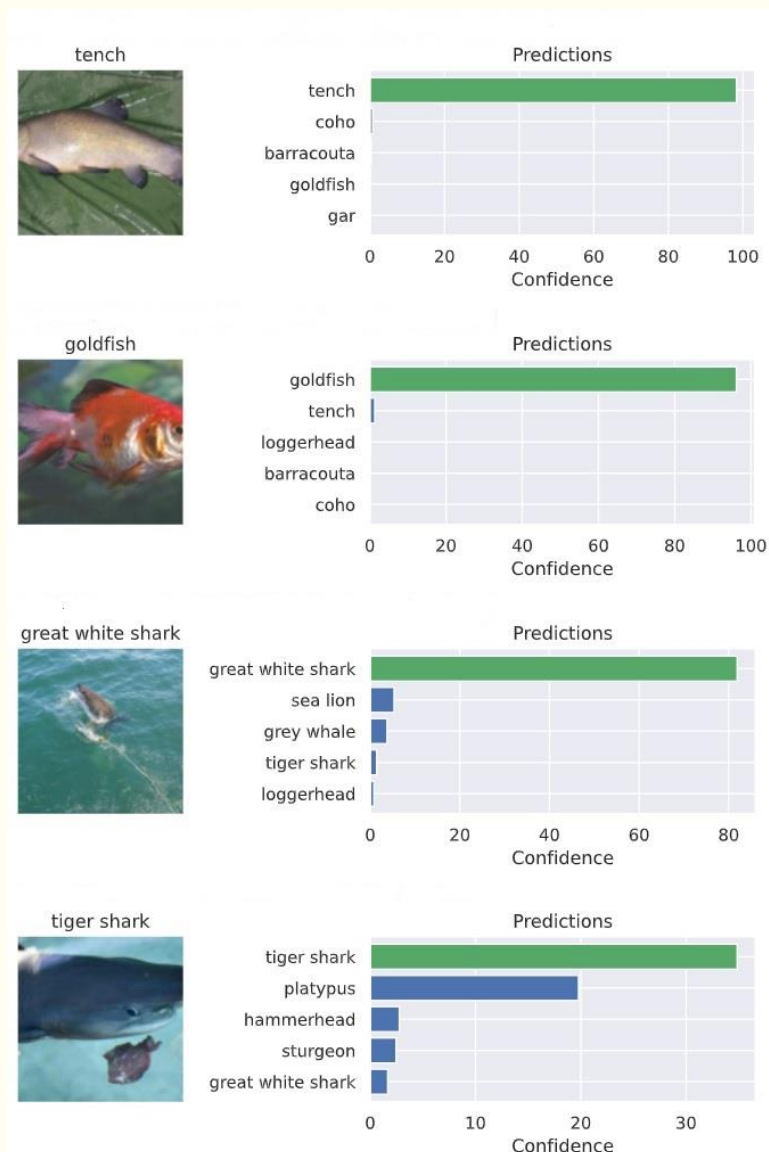 tench
Predictions
tench
coho
barracouta
goldfish
gar
0 20 40 60 80 100
Confidence
goldfish
Predictions
goldfish
tench
loggerhead
barracouta
coho
0 20 40 60 80 100
Confidence
great white shark
Predictions
great white shark
sea lion
grey whale
tiger shark
loggerhead
0 20 40 60 80
Confidence
tiger shark
Predictions
tiger shark
platypus
hammerhead
sturgeon
great white shark
0 10 20 30
Confidence